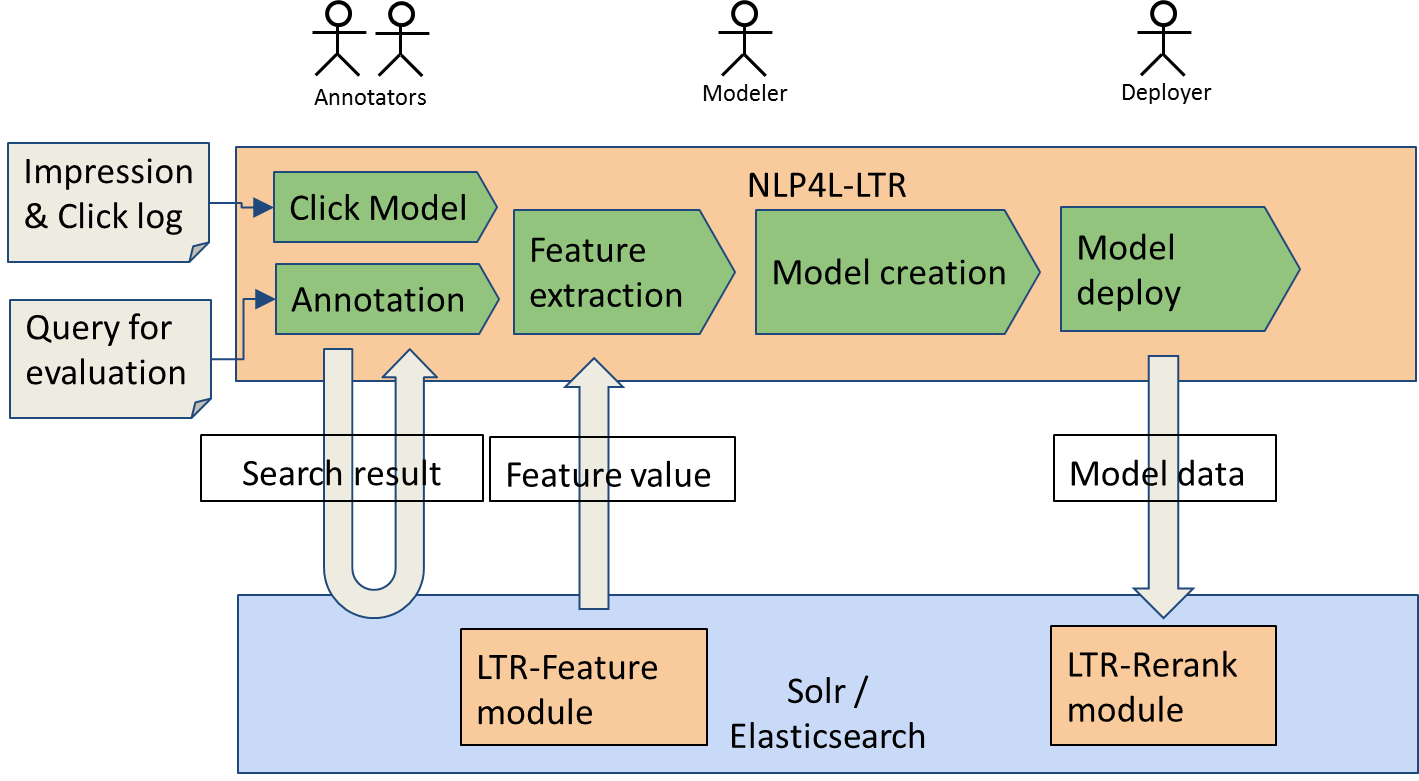 Annotators
Modeler
Deployer
Impression
& Click log
NLP4L-LTR
Click Model
Feature
extraction
Model creation
Model
deploy
Annotation
Query for
evaluation
Search result
Feature value
Model data
LTR-Feature
module
Solr /
Elasticsearch
LTR-Rerank
module